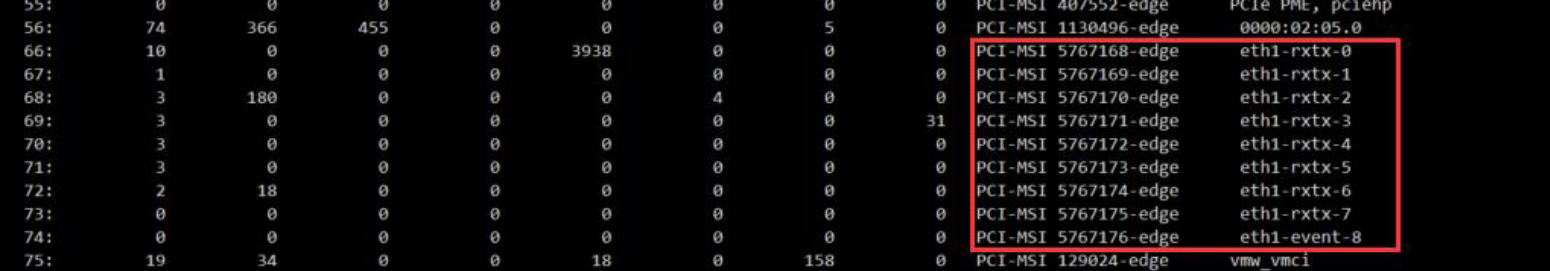 55: 0 0 0 0 0 0 0 0 PCI-MSI 407552-edge PCIe PME, pciehp
56: 74 366 455 0 0 0 5 0 PCI-MSI 1130496-edge 0000:02:05.0
66: 10 0 0 0 3938 0 0 0 PCI-MSI 5767168-edge eth1-rxtx-0
67: 1 0 0 0 0 0 0 0 PCI-MSI 5767169-edge eth1-rxtx-1
68: 3 180 0 0 0 4 0 0 PCI-MSI 5767170-edge eth1-rxtx-2
69: 3 0 0 0 0 0 0 31 PCI-MSI 5767171-edge eth1-rxtx-3
70: 3 0 0 0 0 0 0 0 PCI-MSI 5767172-edge eth1-rxtx-4
71: 3 0 0 0 0 0 0 0 PCI-MSI 5767173-edge eth1-rxtx-5
72: 2 18 0 0 0 0 0 0 PCI-MSI 5767174-edge eth1-rxtx-6
73: 0 0 0 0 0 0 0 0 PCI-MSI 5767175-edge eth1-rxtx-7
74: 0 0 0 0 0 0 0 0 PCI-MSI 5767176-edge eth1-event-8
75: 19 34 0 0 18 0 158 0 PCI-MSI 129024-edge vmw_vmci